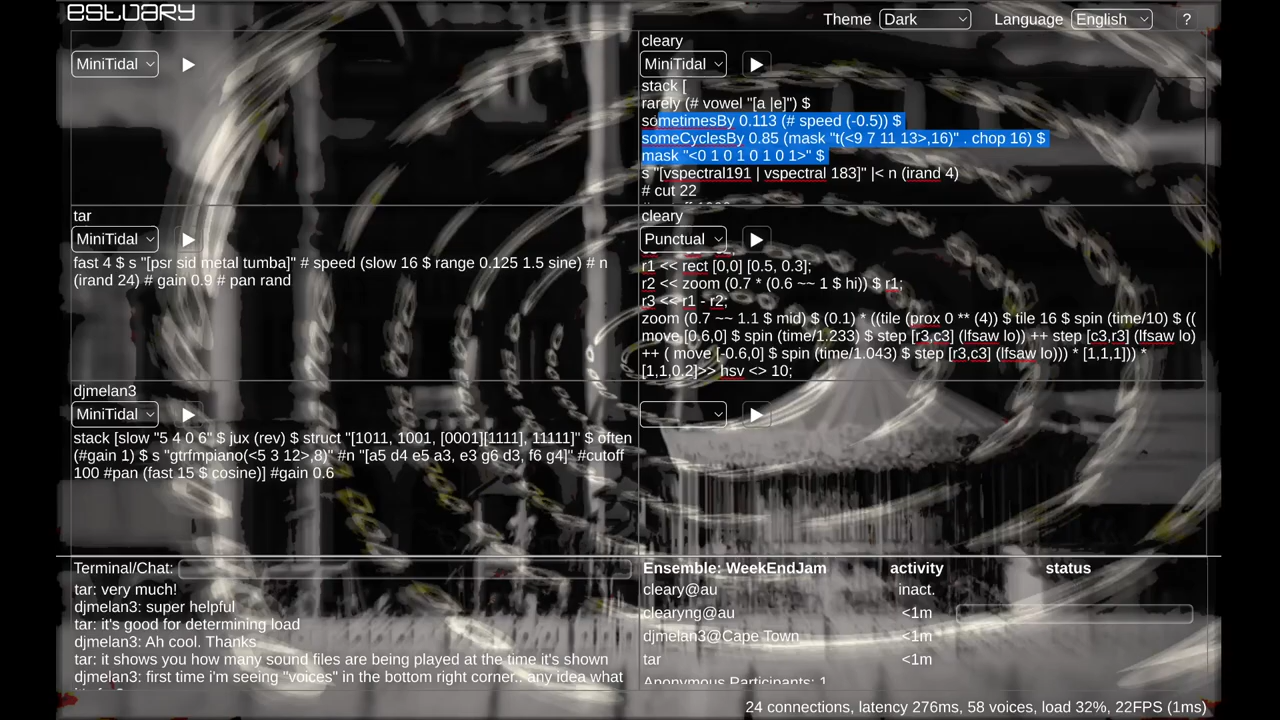 estuary
Theme Dark Language English ?
MiniTidal
cleary
MiniTidal
stack [
rarely (# vowel "[a |e]") $
sometimesBy 0.113 (# speed (-0.5)) $
someCyclesBy 0.85 (mask "t(<9 7 11 13>,16)" . chop 16) $
mask "<0 1 0 1 0 1 0 1>" $
s "[vspectral191 | vspectral 183]" |< n (irand 4)
# cut 22
tar
MiniTidal
fast 4 $ s "[psr sid metal tumba]" # speed (slow 16 $ range 0.125 1.5 sine) # n
(irand 24) # gain 0.9 # pan rand
cleary
Punctual
r1 << rect [0,0] [0.5, 0.3];
r2 << zoom (0.7 * (0.6 ~~ 1 $ hi)) $ r1;
r3 << r1 - r2;
zoom (0.7 ~~ 1.1 $ mid) $ (0.1) * ((tile (prox 0 ** (4)) $ tile 16 $ spin (time/10) $ ((
move [0.6,0] $ spin (time/1.233) $ step [r3,c3] (lfsaw lo)) ++ step [c3,r3] (lfsaw lo)
++ ( move [-0.6,0] $ spin (time/1.043) $ step [r3,c3] (lfsaw lo))) * [1,1,1])) *
[1,1,0.2]>> hsv <> 10;
djmelan3
MiniTidal
stack [slow "5 4 0 6" $ jux (rev) $ struct "[1011, 1001, [0001][1111], 11111]" $ often
(#gain 1) $ s "gtrfmpiano(<5 3 12>,8)" #n "[a5 d4 e5 a3, e3 g6 d3, f6 g4]" #cutoff
100 #pan (fast 15 $ cosine)] #gain 0.6
Terminal/Chat:
tar: very much!
djmelan3: super helpful
tar: it's good for determining load
djmelan3: Ah cool. Thanks
tar: it shows you how many sound files are being played at the time it's shown
djmelan3: first time i'm seeing "voices" in the bottom right corner.. any idea what
Ensemble: WeekEndJam activity status
cleary@au inact.
clearyng@au <1m
djmelan3@Cape Town <1m
tar <1m
Anonymous Participants: 1
24 connections, latency 276ms, 58 voices, load 32%, 22FPS (1ms)